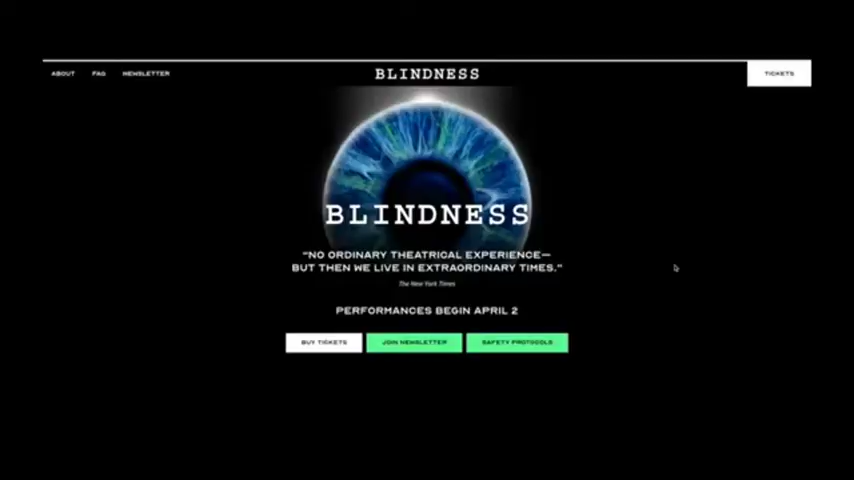 ABOUT FAQ NEWSLETTER BLINDNESS TICKETS
BLINDNESS
"NO ORDINARY THEATRICAL EXPERIENCE—
BUT THEN WE LIVE IN EXTRAORDINARY TIMES."
The New York Times
PERFORMANCES BEGIN APRIL 2
BUY TICKETS JOIN NEWSLETTER SAFETY PROTOCOLS